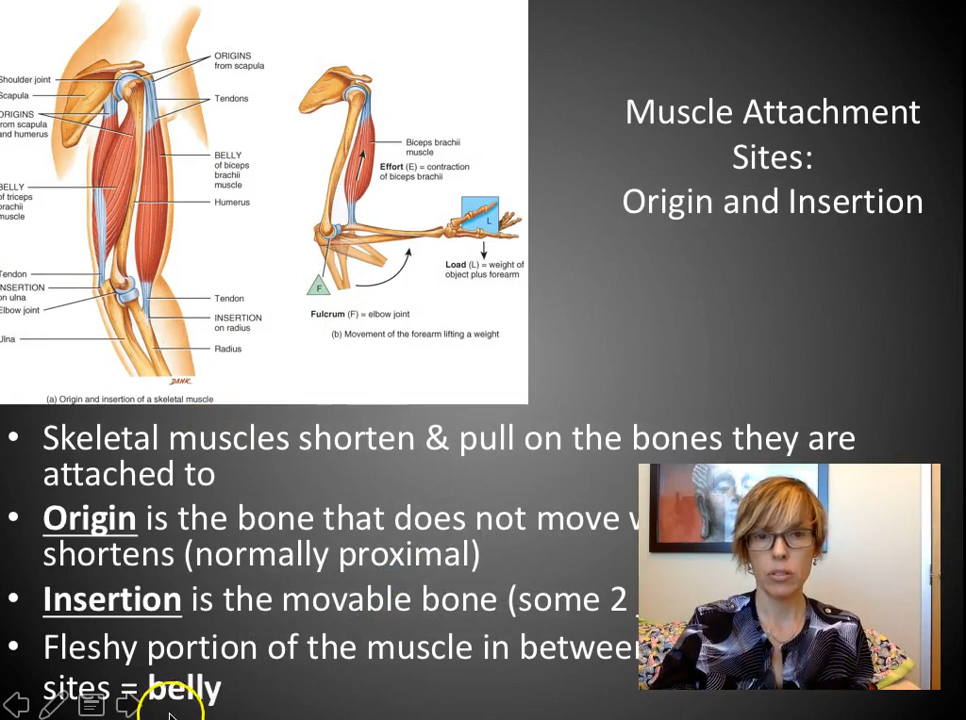 Muscle Attachment
Sites:
Origin and Insertion
ORIGINS
from scapula
Shoulder joint
Scapula
Tendons
ORIGINS
from scapula
and humerus
BELLY
of biceps
brachii
muscle
BELLY
of triceps
brachii
muscle
Humerus
Tendon
INSERTION
on ulna
Elbow joint
Tendon
INSERTION
on radius
Ulna
Radius
DANK
(a) Origin and insertion of a skeletal muscle
Biceps brachii
muscle
Effort (E) = contraction
of biceps brachii
L
Load (L) = weight of
object plus forearm
F
Fulcrum (F) = elbow joint
(b) Movement of the forearm lifting a weight
• Skeletal muscles shorten & pull on the bones they are
attached to
• Origin is the bone that does not move
shortens (normally proximal)
• Insertion is the movable bone (some 2
• Fleshy portion of the muscle in between
sites = belly